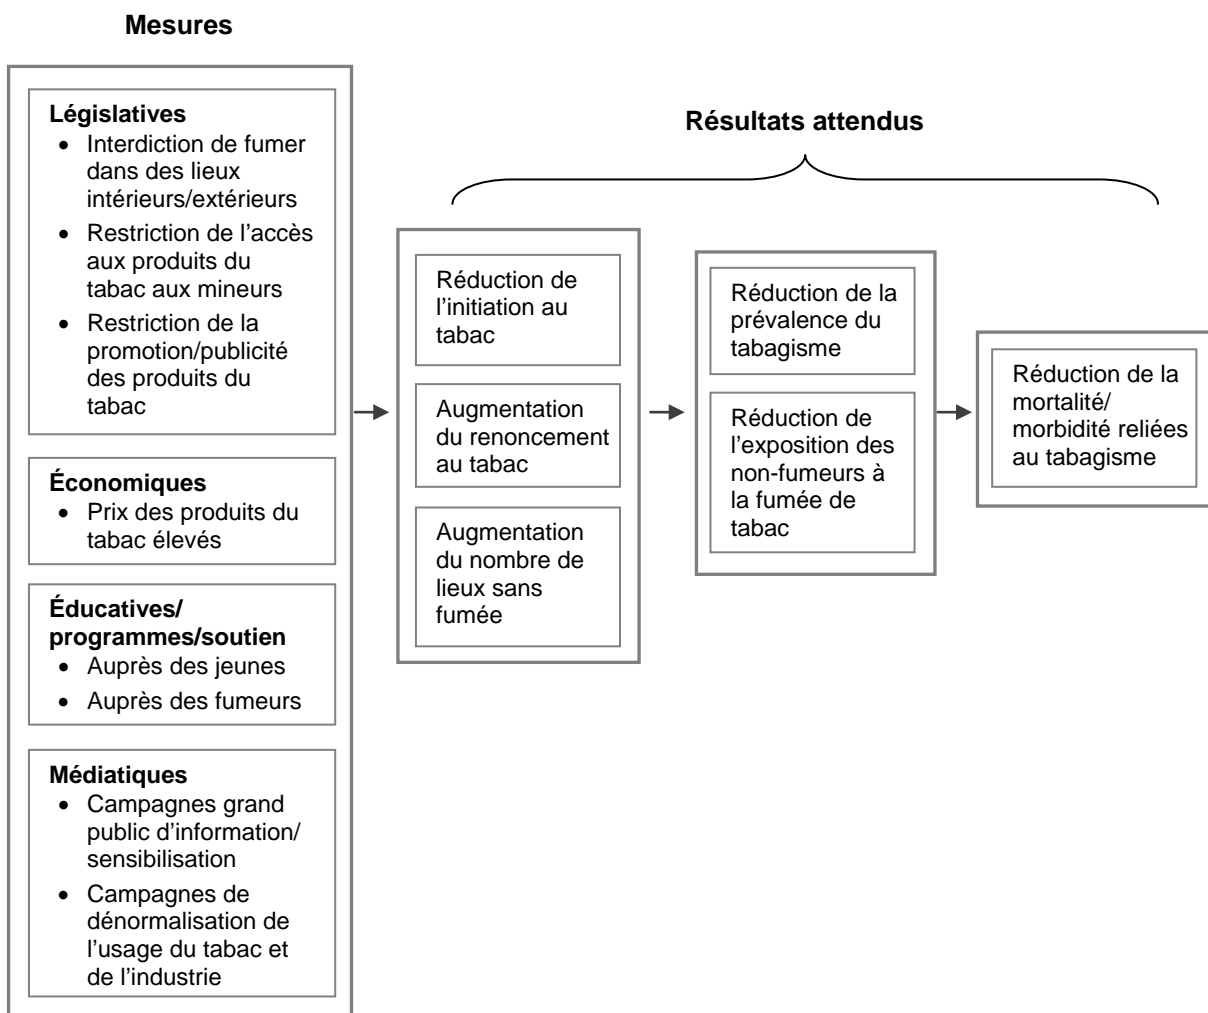 Mesures
Législatives
• Interdiction de fumer
dans des lieux
intérieurs/extérieurs
• Restriction de l’accès
aux produits du
tabac aux mineurs
• Restriction de la
promotion/publicité
des produits du
tabac
Économiques
• Prix des produits du
tabac élevés
Éducatives/
programmes/soutien
• Auprès des jeunes
• Auprès des fumeurs
Médiatiques
• Campagnes grand
public d’information/
sensibilisation
• Campagnes de
dénormalisation de
l’usage du tabac et
de l’industrie
Résultats attendus
Réduction de
l’initiation au
tabac
Augmentation
du renoncement
au tabac
Augmentation
du nombre de
lieux sans
fumée
Réduction de la
prévalence du
tabagisme
Réduction de
l’exposition des
non-fumeurs à
la fumée de
tabac
Réduction de la
mortalité/
morbidité reliées
au tabagisme